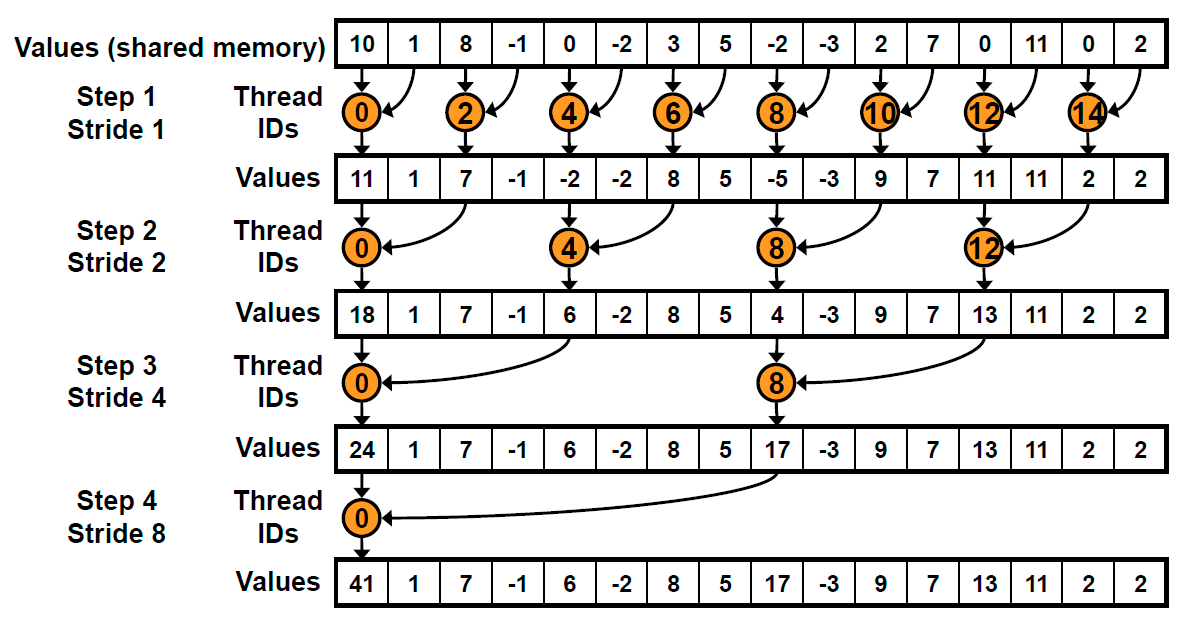 Values (shared memory) 10 1 8 -1 0 -2 3 5 -2 -3 2 7 0 11 0 2
Step 1 Thread
Stride 1 IDs
0 2 4 6 8 10 12 14
Values 11 1 7 -1 -2 -2 8 5 -5 -3 9 7 11 11 2 2
Step 2 Thread
Stride 2 IDs
0 4 8 12
Values 18 1 7 -1 6 -2 8 5 4 -3 9 7 13 11 2 2
Step 3 Thread
Stride 4 IDs
0 8
Values 24 1 7 -1 6 -2 8 5 17 -3 9 7 13 11 2 2
Step 4 Thread
Stride 8 IDs
0
Values 41 1 7 -1 6 -2 8 5 17 -3 9 7 13 11 2 2